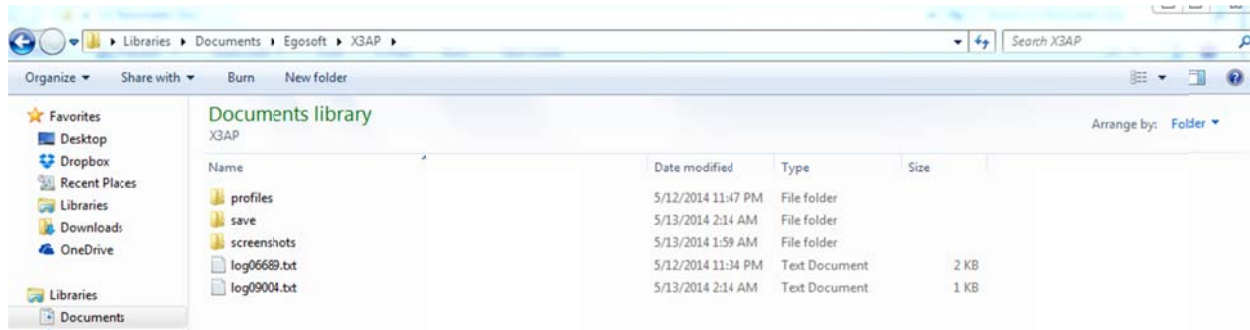 Libraries Documents Egosoft X3AP Search X3AP
Organize Share with Burn New folder
Favorites
Desktop
Dropbox
Recent Places
Libraries
Downloads
OneDrive
Libraries
Documents
Documents library
X3AP
Arrange by: Folder
Name Date modified Type Size
profiles 5/12/2014 11:47 PM File folder
save 5/13/2014 2:14 AM File folder
screenshots 5/13/2014 1:59 AM File folder
log06689.txt 5/12/2014 11:34 PM Text Document 2 KB
log09004.txt 5/13/2014 2:14 AM Text Document 1 KB